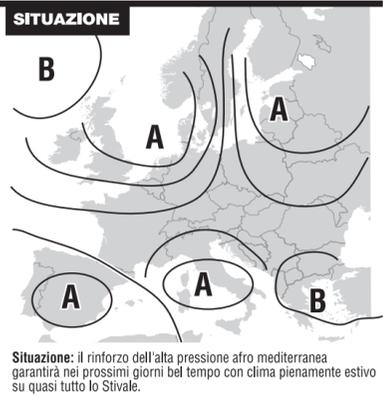 SITUAZIONE
B
A
A
A
A
B
Situazione: il rinforzo dell'alta pressione afro mediterranea
garantirà nei prossimi giorni bel tempo con clima pienamente estivo
su quasi tutto lo Stivale.